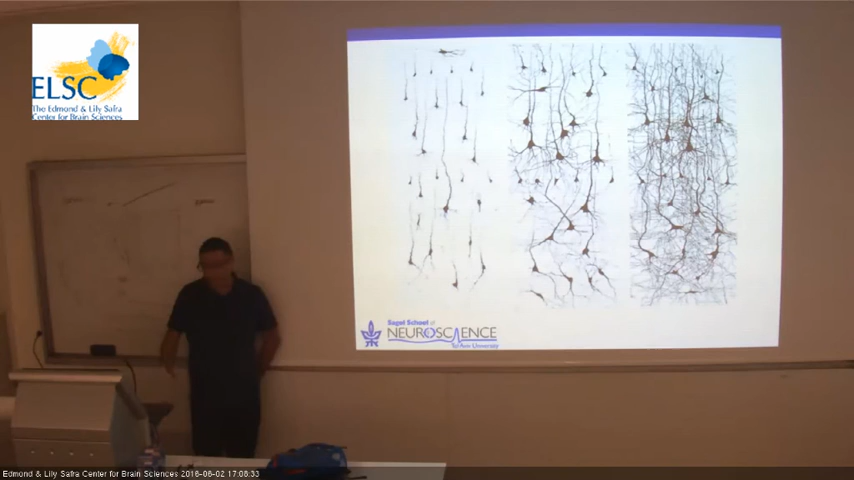 ELSC
The Edmond & Lily Safra
Center for Brain Sciences
Sagol School of
NEUROSCIENCE
Tel Aviv University
Edmond & Lily Safra Center for Brain Sciences 2016-06-02 17:08:33